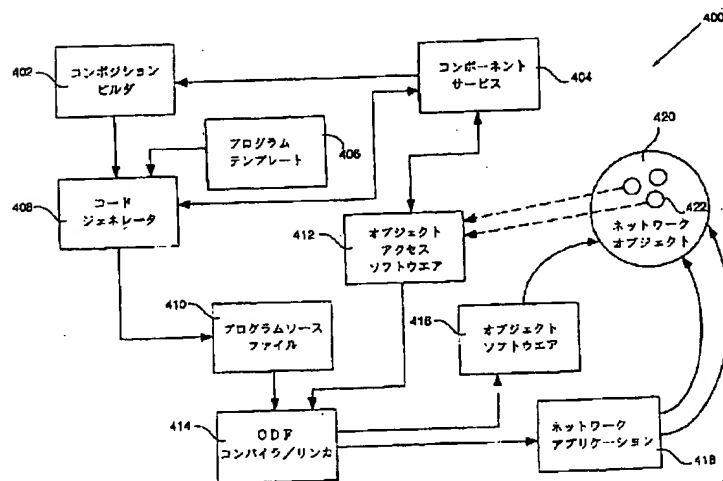 400
402
コンポジション
ビルダ
コンポーネント
サービス
404
プログラム
テンプレート
406
420
422
ネットワーク
オブジェクト
408
コード
ジェネレータ
412
オブジェクト
アクセス
ソフトウエア
410
プログラムソース
ファイル
416
オブジェクト
ソフトウエア
414
ODF
コンパイラ/リンカ
ネットワーク
アプリケーション
418